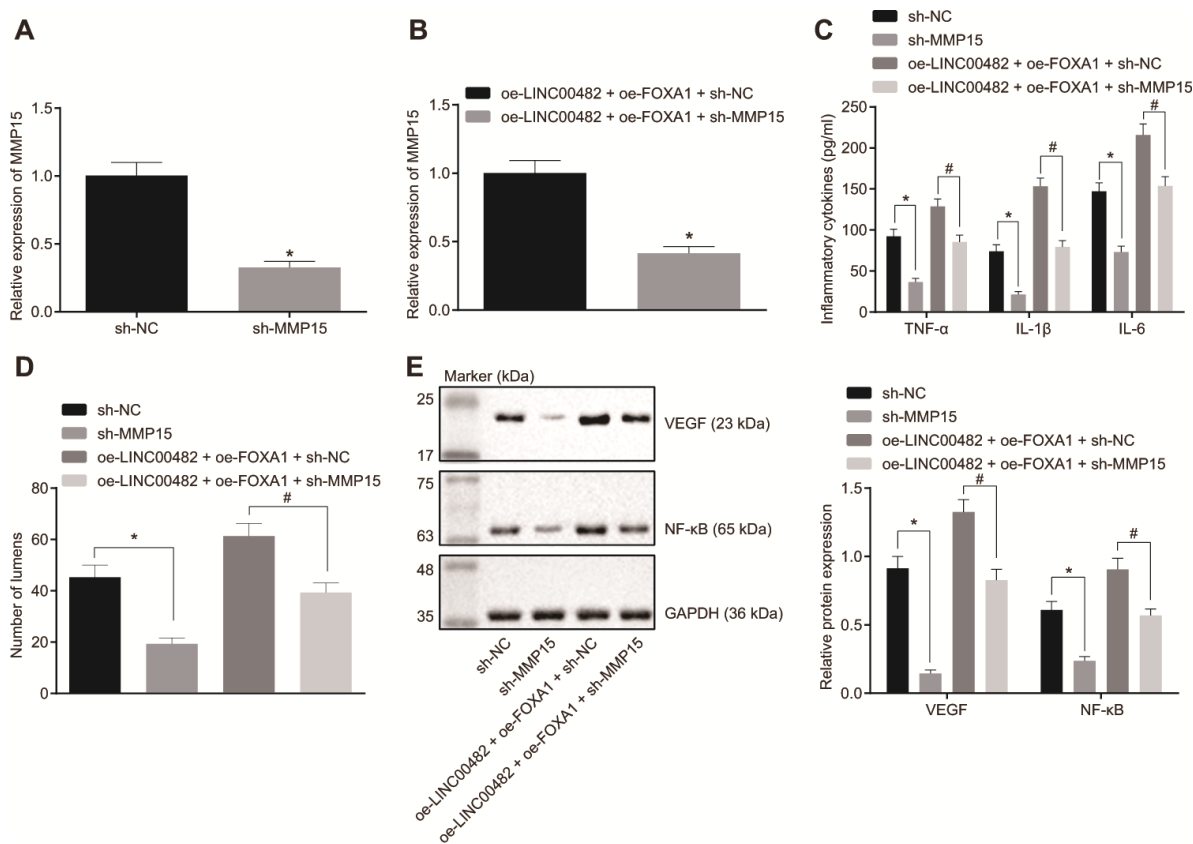 A
Relative expression of MMP15
1.5
1.0
0.5
0.0
*
sh-NC
sh-MMP15
B
oe-LINC00482 + oe-FOXA1 + sh-NC
oe-LINC00482 + oe-FOXA1 + sh-MMP15
Relative expression of MMP15
1.5
1.0
0.5
0.0
*
C
sh-NC
sh-MMP15
oe-LINC00482 + oe-FOXA1 + sh-NC
oe-LINC00482 + oe-FOXA1 + sh-MMP15
Inflammatory cytokines (pg/ml)
250
200
150
100
50
0
* # * # * #
TNF-α IL-1β IL-6
D
sh-NC
sh-MMP15
oe-LINC00482 + oe-FOXA1 + sh-NC
oe-LINC00482 + oe-FOXA1 + sh-MMP15
Number of lumens
80
60
40
20
0
* #
E
Marker (kDa)
25
17
VEGF (23 kDa)
75
63
NF-κB (65 kDa)
48
35
GAPDH (36 kDa)
sh-NC
sh-MMP15
oe-LINC00482 + oe-FOXA1 + sh-NC
oe-LINC00482 + oe-FOXA1 + sh-MMP15
sh-NC
sh-MMP15
oe-LINC00482 + oe-FOXA1 + sh-NC
oe-LINC00482 + oe-FOXA1 + sh-MMP15
Relative protein expression
1.5
1.0
0.5
0.0
* # * #
VEGF NF-κB